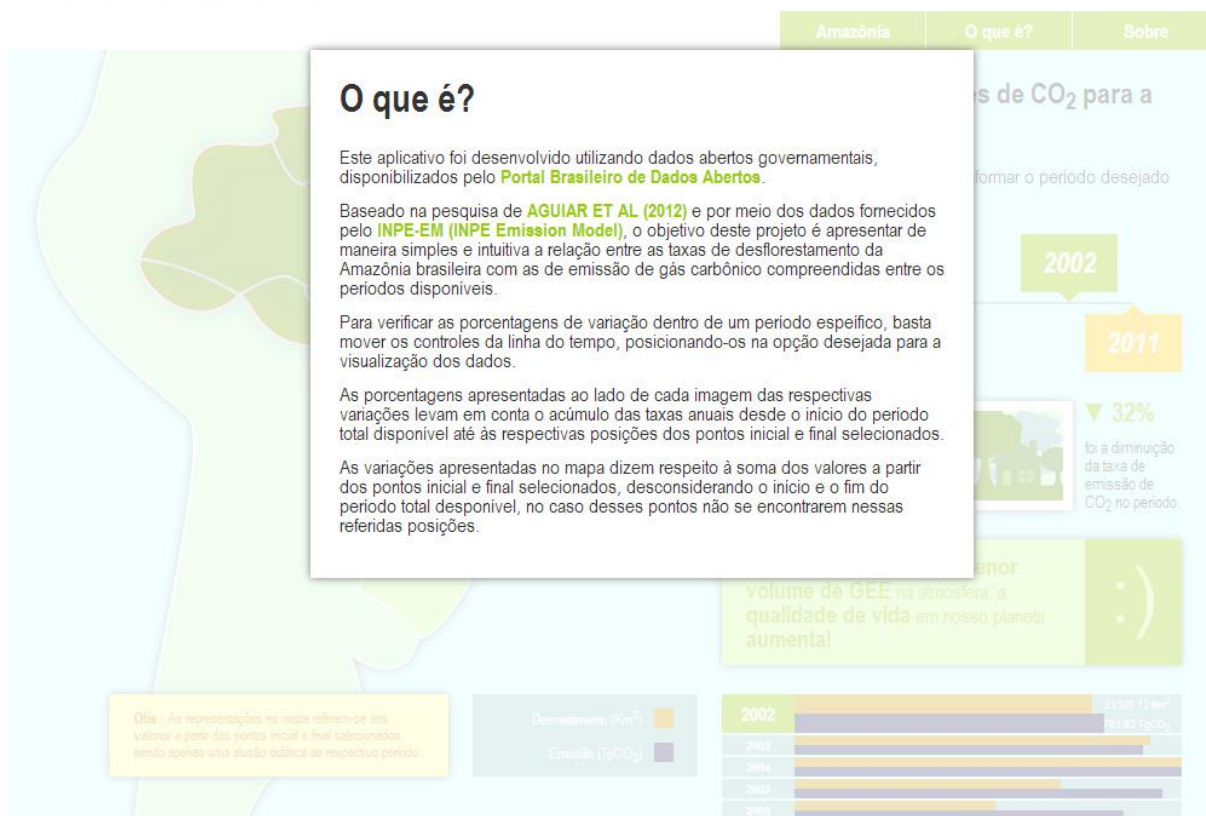 Amazônia O que é? Sobre
O que é?
Este aplicativo foi desenvolvido utilizando dados abertos governamentais,
disponibilizados pelo Portal Brasileiro de Dados Abertos.
Baseado na pesquisa de AGUIAR ET AL (2012) e por meio dos dados fornecidos
pelo INPE-EM (INPE Emission Model), o objetivo deste projeto é apresentar de
maneira simples e intuitiva a relação entre as taxas de desflorestamento da
Amazônia brasileira com as de emissão de gás carbônico compreendidas entre os
períodos disponíveis.
Para verificar as porcentagens de variação dentro de um período espeífico, basta
mover os controles da linha do tempo, posicionando-os na opção desejada para a
visualização dos dados.
As porcentagens apresentadas ao lado de cada imagem das respectivas
variações levam em conta o acúmulo das taxas anuais desde o início do período
total disponível até às respectivas posições dos pontos inicial e final selecionados.
As variações apresentadas no mapa dizem respeito à soma dos valores a partir
dos pontos inicial e final selecionados, desconsiderando o início e o fim do
período total desponível, no caso desses pontos não se encontrarem nessas
referidas posições.
s de CO2 para a
formar o período desejado
2002
2011
▼ 32%
foi a diminuição
da taxa de
emissão de
CO2 no período.
enor
volume de GEE na atmosfera: a
qualidade de vida em nosso planeta
aumenta!
:)
Obs.: As representações no mapa referem-se aos
valores a partir dos pontos inicial e final selecionados,
sendo apenas uma alusão didática ao respectivo período.
Desmatamento (Km²)
Emissão (TgCO2)
2002
21520.12 Km²
761.82 TgCO2
2003
2004
2005
2006